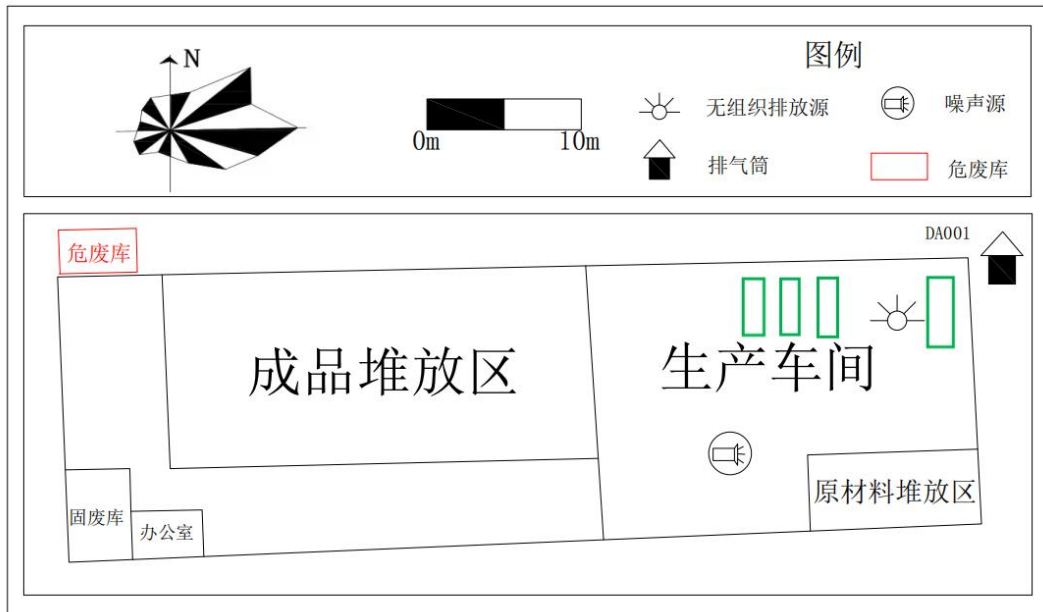 N
0m
10m
图例
无组织排放源
噪声源
排气筒
危废库
危废库
DA001
成品堆放区
生产车间
原材料堆放区
固废库
办公室